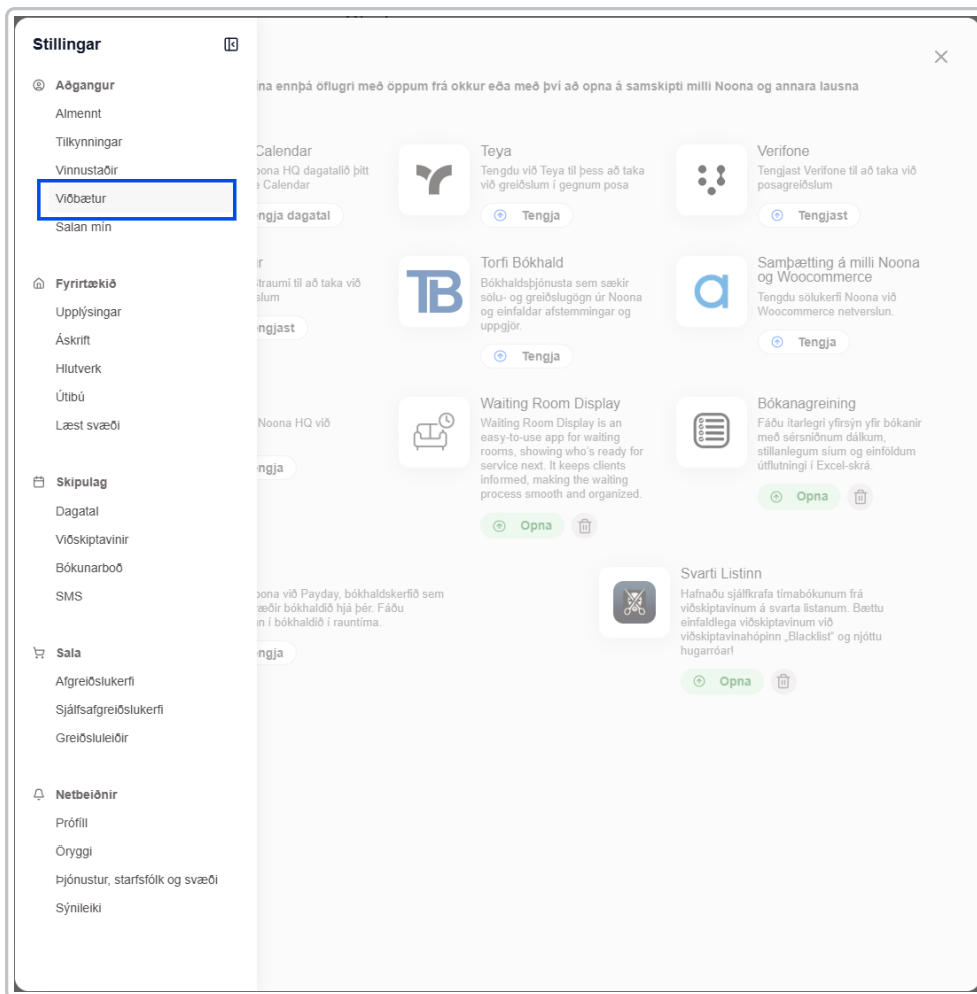 Stillingar
Aðgangur
Almennt
Tilkynningar
Vinnustaðir
Viðbætur
Salan mín
Fyrirtækið
Upplýsingar
Áskrift
Hlutverk
Útibú
Læst svæði
Skipulag
Dagatal
Viðskiptavinir
Bókunarboð
SMS
Sala
Afgreiðslukerfi
Sjálfsafgreiðslukerfi
Greiðsluleiðir
Netbeiðnir
Prófíll
Öryggi
Þjónustur, starfsfólk og svæði
Sýnileiki
ennþá öflugri með öppum frá okkur eða með því að opna á samskipti milli Noona og annara lausna
Calendar
HQ dagatalið þitt
Calendar
dagatal
Teya
Tengdu við Teya til þess að taka
við greiðslum í gegnum posa
Tengja
Verifone
Tengjast Verifone til að taka við
posagreiðslum
Tengjast
Straumi til að taka við
Torfi Bókhald
Bókhaldsþjónusta sem sækir
sölu- og greiðslugögn úr Noona
og einfaldar afstemmingar og
uppgjör.
Tengja
TB
Samþætting á milli Noona
og Woocommerce
Tengdu sölukerfi Noona við
Woocommerce netverslun.
Tengja
Noona HQ við
Waiting Room Display
Waiting Room Display is an
easy-to-use app for waiting
rooms, showing who's ready for
service next. It keeps clients
informed, making the waiting
process smooth and organized.
Opna
Bókanagreining
Fáðu ítarlegri yfirsýn yfir bókanir
með sérsniðnum dálkum,
stillanlegum síum og einföldum
útflutningi í Excel-skrá.
Opna
við Payday, bókhaldskerfið sem
bókhaldið hjá þér. Fáðu
í bókhaldið í rauntíma.
Svarti Listinn
Hafnaðu sjálfkrafa tímabókunum frá
viðskiptavinum á svarta listanum. Bættu
einfaldlega viðskiptavinum við
viðskiptavinahópinn „Blacklist“ og njóttu
hugarróar!
Opna